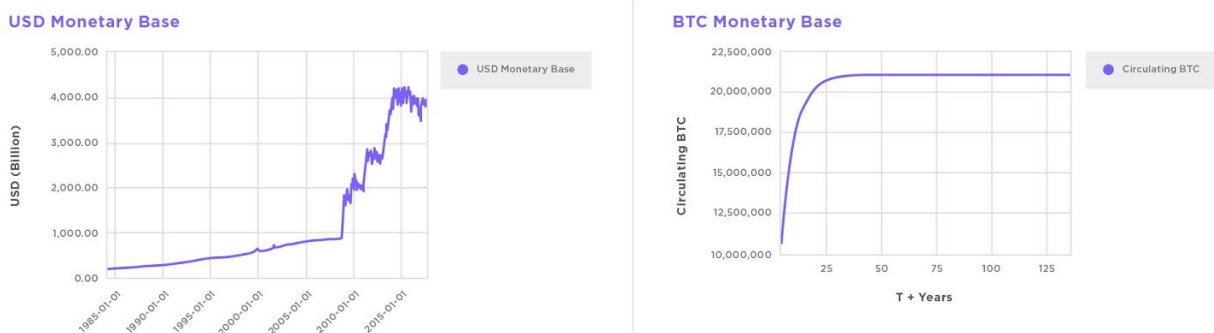 USD Monetary Base
5,000.00
4,000.00
3,000.00
2,000.00
1,000.00
0.00
USD (Billion)
1985-01-01
1990-01-01
1995-01-01
2000-01-01
2005-01-01
2010-01-01
2015-01-01
USD Monetary Base
BTC Monetary Base
22,500,000
20,000,000
17,500,000
15,000,000
12,500,000
10,000,000
Circulating BTC
25 50 75 100 125
T + Years
Circulating BTC